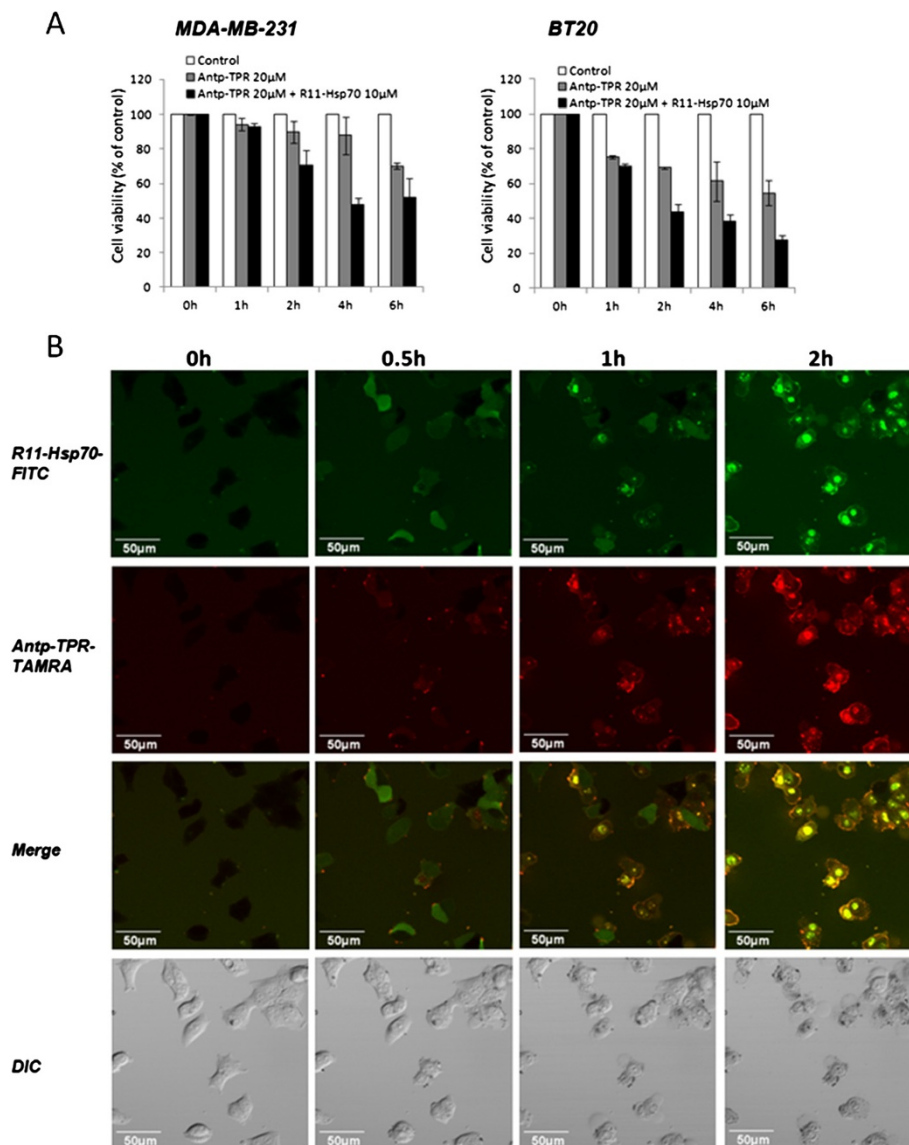 A
MDA-MB-231
Control
Antp-TPR 20μM
Antp-TPR 20μM + R11-Hsp70 10μM
Cell viability (% of control)
120
100
80
60
40
20
0
0h 1h 2h 4h 6h
BT20
Control
Antp-TPR 20μM
Antp-TPR 20μM + R11-Hsp70 10μM
Cell viability (% of control)
120
100
80
60
40
20
0
0h 1h 2h 4h 6h
B
0h 0.5h 1h 2h
R11-Hsp70-
FITC
50μm 50μm 50μm 50μm
Antp-TPR-
TAMRA
50μm 50μm 50μm 50μm
Merge
50μm 50μm 50μm 50μm
DIC
50μm 50μm 50μm 50μm